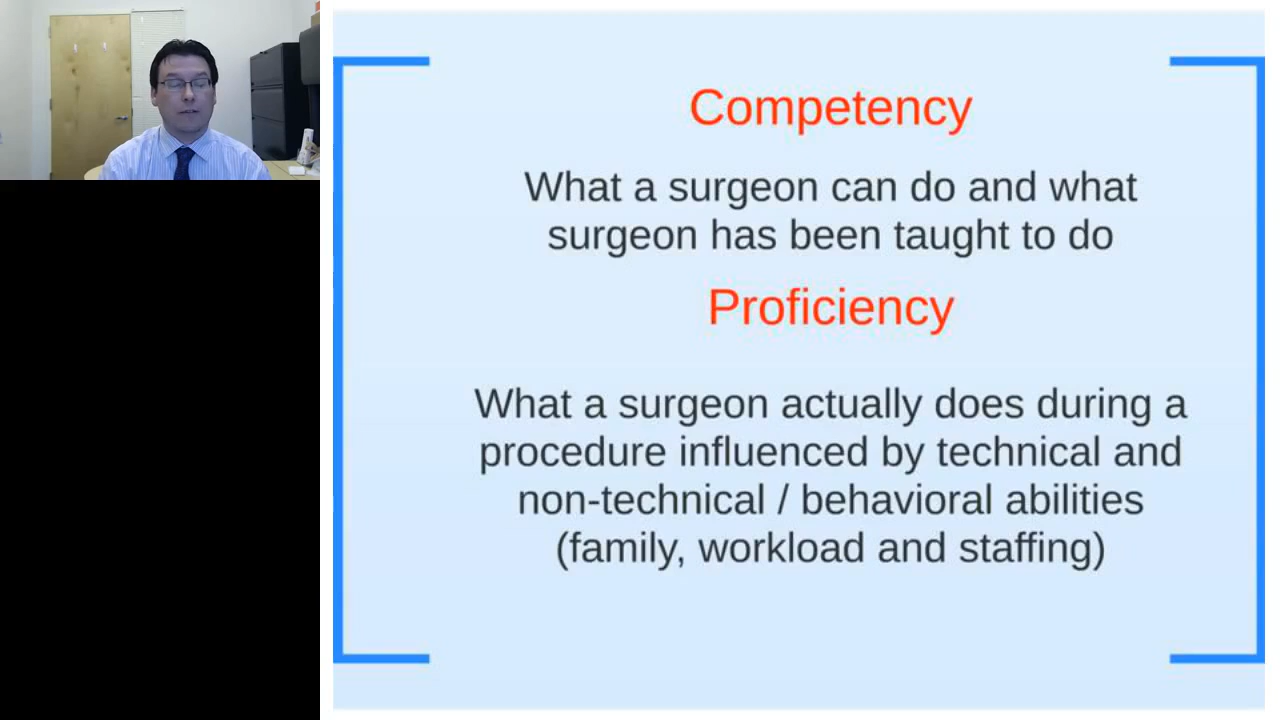 Competency
What a surgeon can do and what
surgeon has been taught to do
Proficiency
What a surgeon actually does during a
procedure influenced by technical and
non-technical / behavioral abilities
(family, workload and staffing)